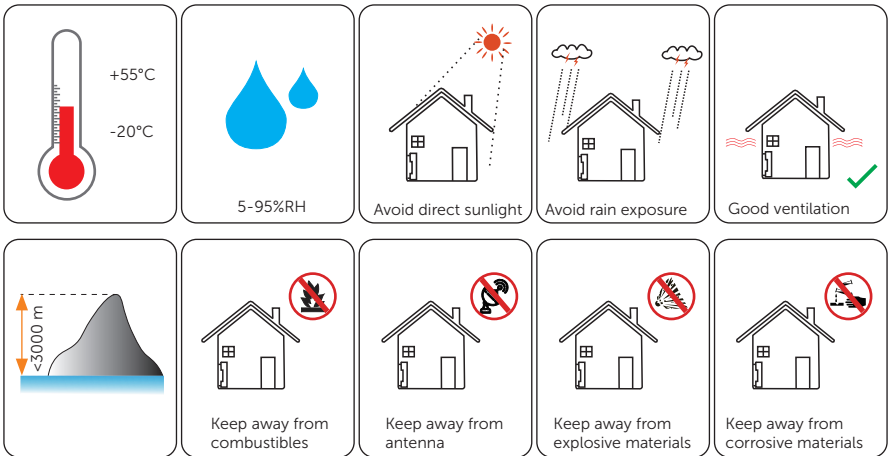 +55°C
-20°C
5-95%RH
Avoid direct sunlight
Avoid rain exposure
Good ventilation
<3000 m
Keep away from
combustibles
Keep away from
antenna
Keep away from
explosive materials
Keep away from
corrosive materials